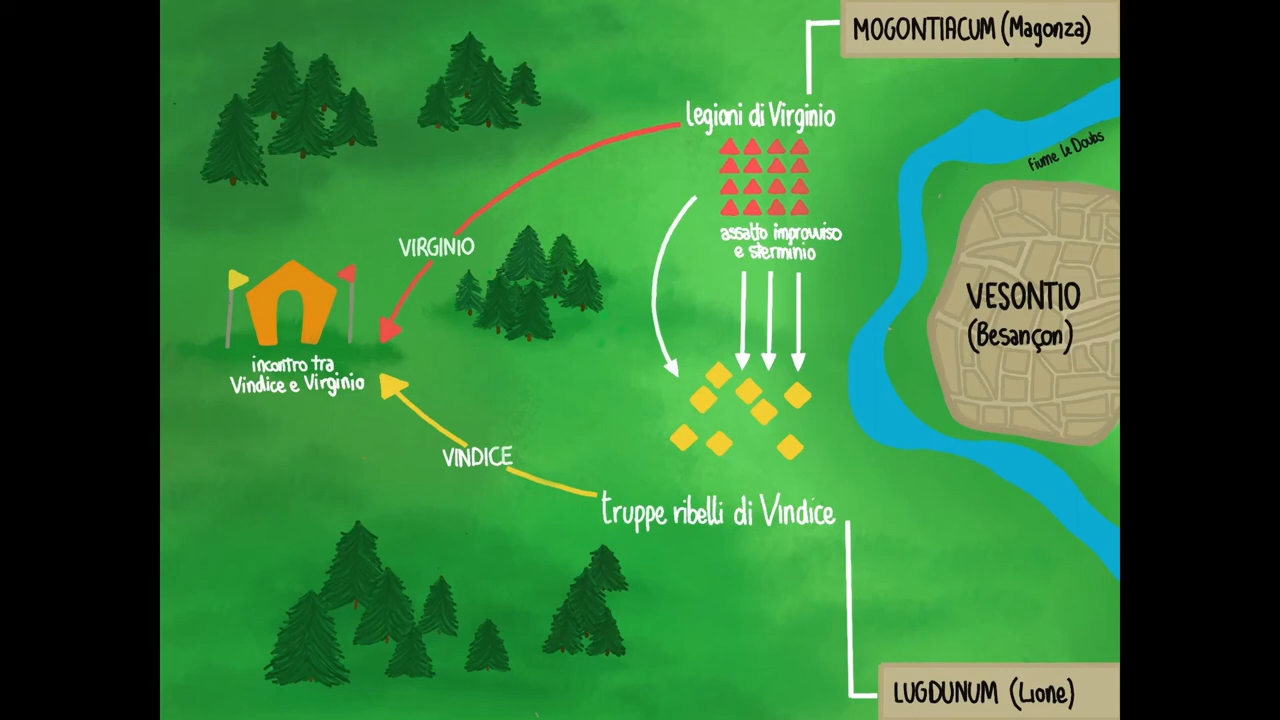 MOGONTIACUM (Magonza)
legioni di Virginio
fiume le Doubs
assalto improvviso
e sterminio
VIRGINIO
VESONTIO
(Besançon)
incontro tra
Vindice e Virginio
VINDICE
truppe ribelli di Vindice
LUGDUNUM (Lione)